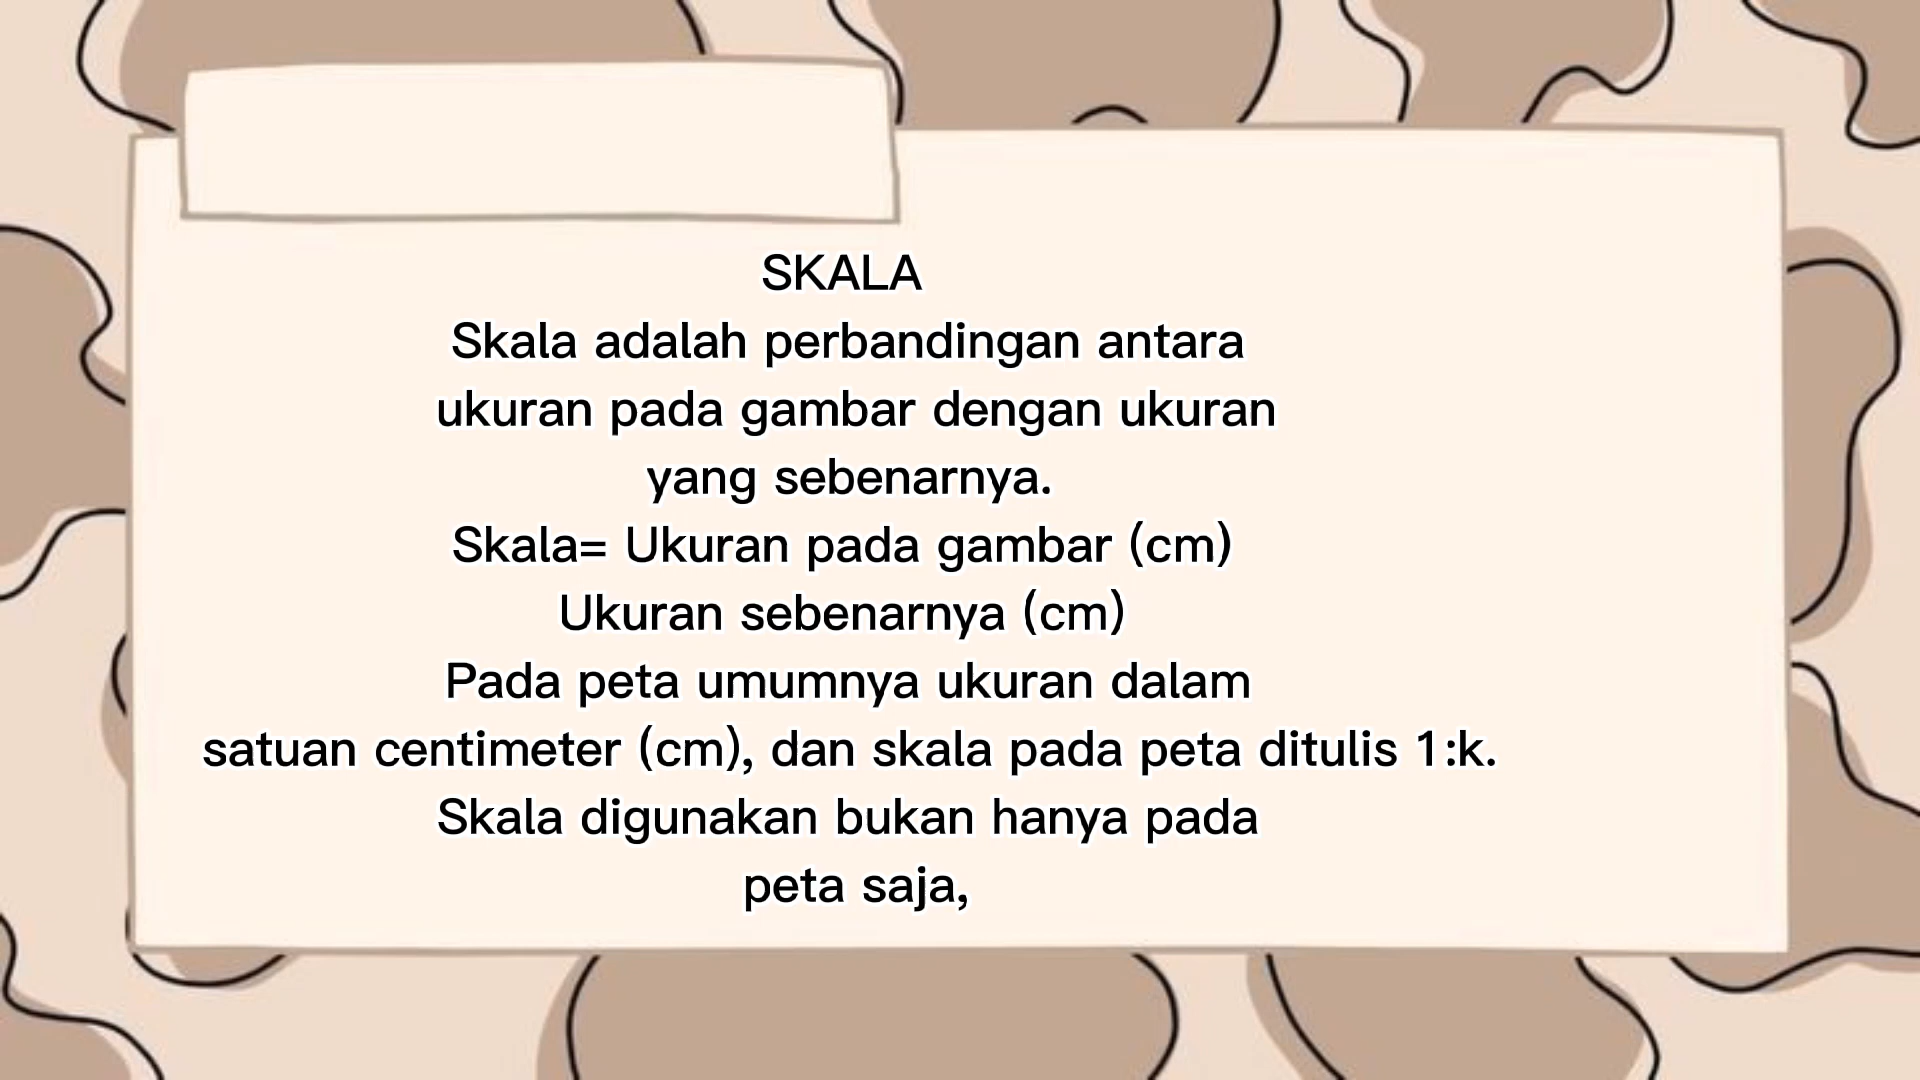 SKALA
Skala adalah perbandingan antara
ukuran pada gambar dengan ukuran
yang sebenarnya.
Skala= Ukuran pada gambar (cm)
Ukuran sebenarnya (cm)
Pada peta umumnya ukuran dalam
satuan centimeter (cm), dan skala pada peta ditulis 1:k.
Skala digunakan bukan hanya pada
peta saja,